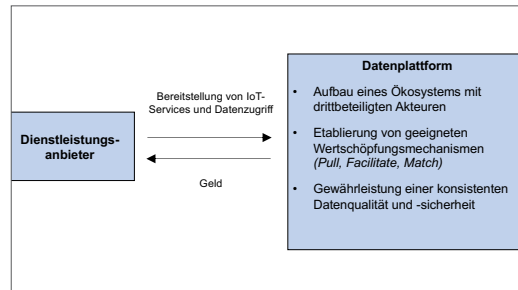 Bereitstellung von IoT-
Services und Datenzugriff
Dienstleistungs-
anbieter
Geld
Datenplattform
• Aufbau eines Ökosystems mit
drittbeteiligten Akteuren
• Etablierung von geeigneten
Wertschöpfungsmechanismen
(Pull, Facilitate, Match)
• Gewährleistung einer konsistenten
Datenqualität und -sicherheit